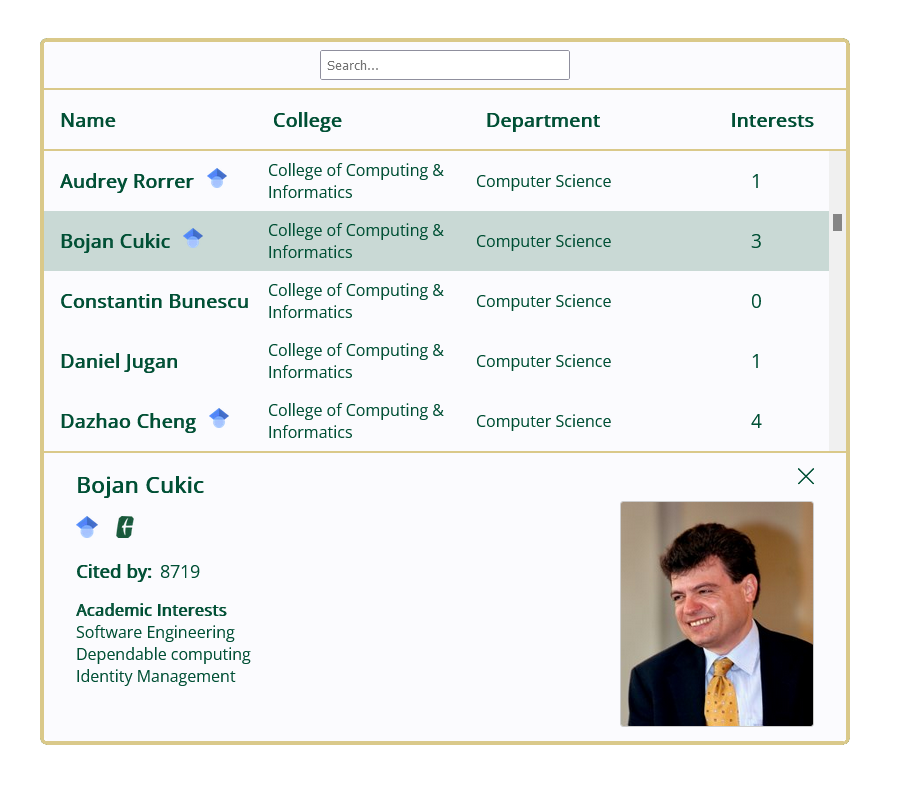 Search...
Name College Department Interests
Audrey Rorrer College of Computing & Informatics Computer Science 1
Bojan Cukic College of Computing & Informatics Computer Science 3
Constantin Bunescu College of Computing & Informatics Computer Science 0
Daniel Jugan College of Computing & Informatics Computer Science 1
Dazhao Cheng College of Computing & Informatics Computer Science 4
Bojan Cukic
Cited by: 8719
Academic Interests
Software Engineering
Dependable computing
Identity Management